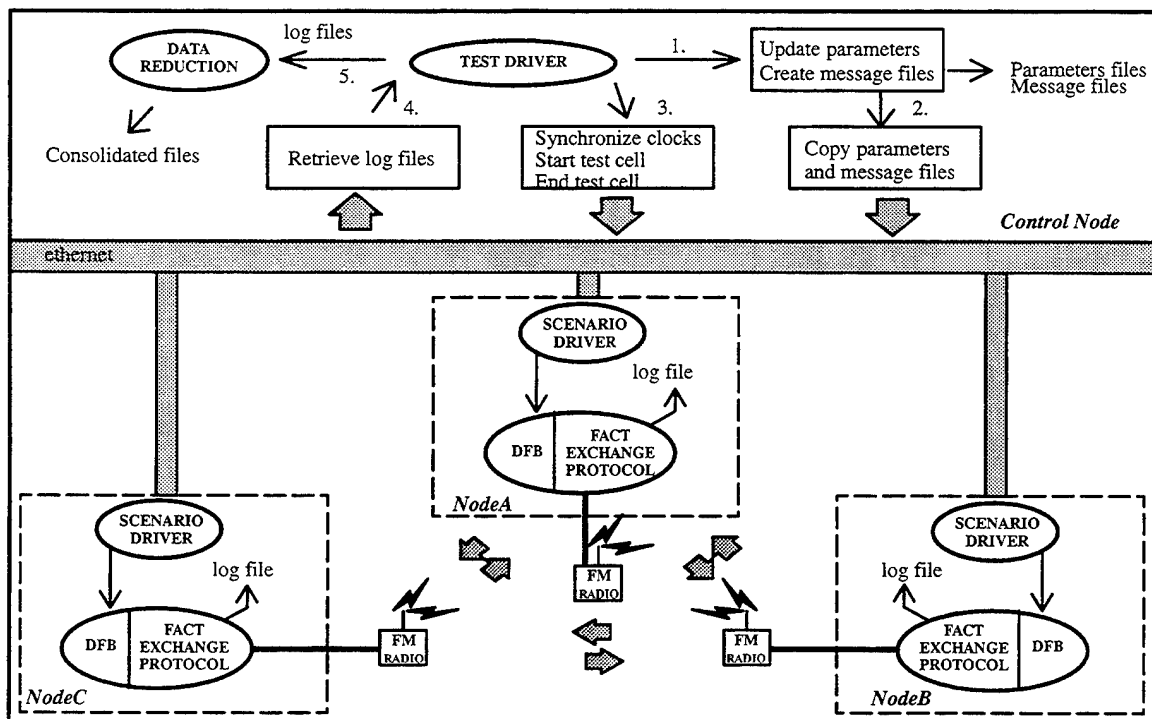 DATA
REDUCTION
log files
5.
TEST DRIVER
1.
Update parameters
Create message files
Parameters files
Message files
4.
3.
2.
Consolidated files
Retrieve log files
Synchronize clocks
Start test cell
End test cell
Copy parameters
and message files
Control Node
ethernet
SCENARIO
DRIVER
log file
DFB
FACT
EXCHANGE
PROTOCOL
NodeA
FM
RADIO
SCENARIO
DRIVER
log file
DFB
FACT
EXCHANGE
PROTOCOL
NodeC
FM
RADIO
SCENARIO
DRIVER
log file
FACT
EXCHANGE
PROTOCOL
DFB
NodeB
FM
RADIO